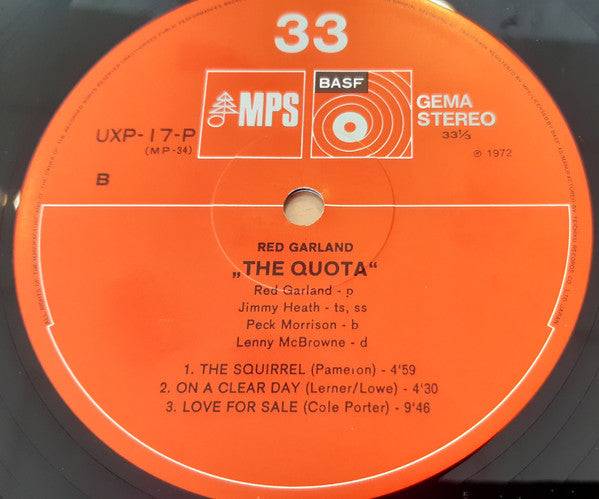 33
MPS
BASF
GEMA
STEREO
33⅓
UXP-17-P
(MP-34)
℗ 1972
B
RED GARLAND
„THE QUOTA“
Red Garland - p
Jimmy Heath - ts, ss
Peck Morrison - b
Lenny McBrowne - d
1. THE SQUIRREL (Pameron) - 4'59
2. ON A CLEAR DAY (Lerner/Lowe) - 4'30
3. LOVE FOR SALE (Cole Porter) - 9'46